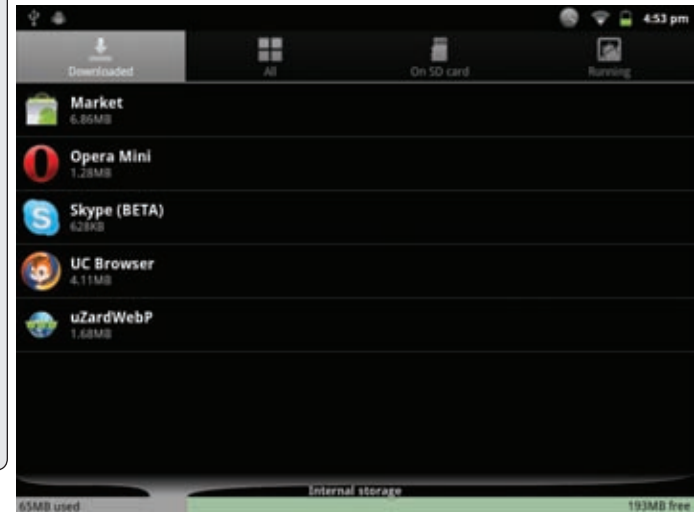 4:53 pm
Downloaded
All
On SD card
Running
Market
6.86MB
Opera Mini
1.28MB
Skype (BETA)
628KB
UC Browser
4.11MB
uZardWebP
1.68MB
Internal storage
65MB used
193MB free